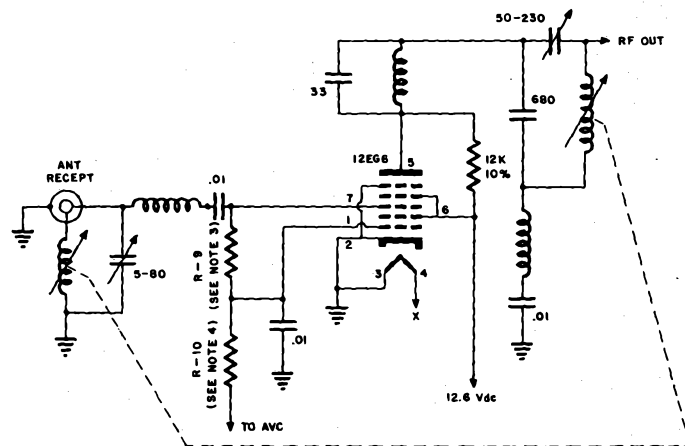 50-230
RF OUT
33
680
ANT
RECEPT
.01
12EG6
5
12K
10%
7
1
6
2
3
4
5-80
R-9
(SEE NOTE 3)
R-10
(SEE NOTE 4)
.01
X
.01
12.6 Vdc
TO AVC